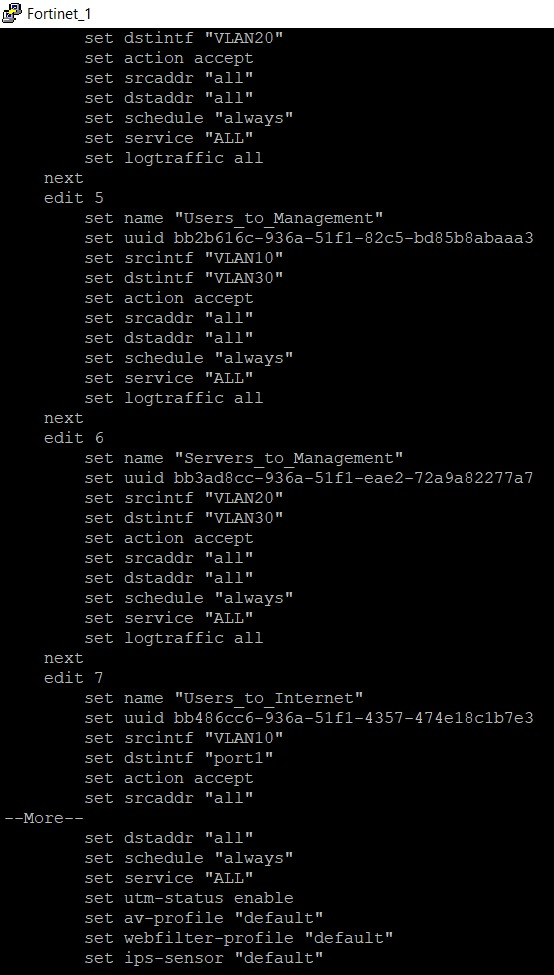 Fortinet_1
set dstintf "VLAN20"
set action accept
set srcaddr "all"
set dstaddr "all"
set schedule "always"
set service "ALL"
set logtraffic all
next
edit 5
set name "Users_to_Management"
set uuid bb2b616c-936a-51f1-82c5-bd85b8abaaa3
set srcintf "VLAN10"
set dstintf "VLAN30"
set action accept
set srcaddr "all"
set dstaddr "all"
set schedule "always"
set service "ALL"
set logtraffic all
next
edit 6
set name "Servers_to_Management"
set uuid bb3ad8cc-936a-51f1-eae2-72a9a82277a7
set srcintf "VLAN20"
set dstintf "VLAN30"
set action accept
set srcaddr "all"
set dstaddr "all"
set schedule "always"
set service "ALL"
set logtraffic all
next
edit 7
set name "Users_to_Internet"
set uuid bb486cc6-936a-51f1-4357-474e18c1b7e3
set srcintf "VLAN10"
set dstintf "port1"
set action accept
set srcaddr "all"
--More--
set dstaddr "all"
set schedule "always"
set service "ALL"
set utm-status enable
set av-profile "default"
set webfilter-profile "default"
set ips-sensor "default"